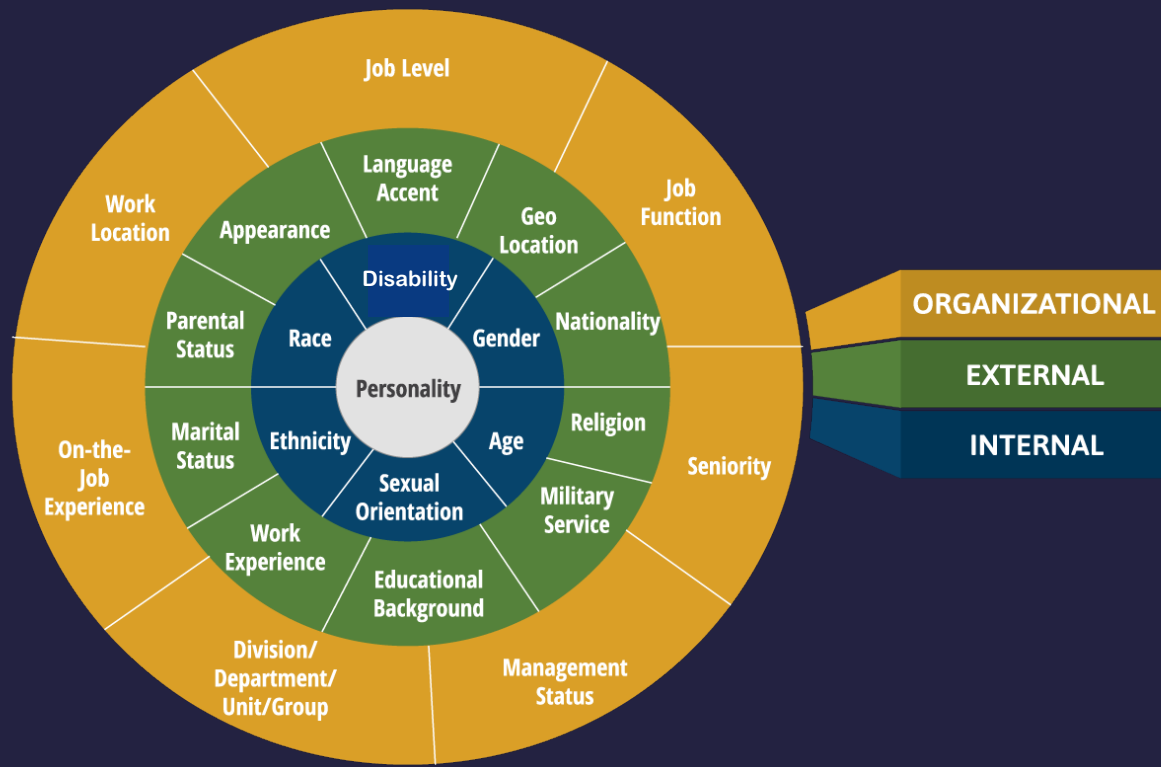 Job Level
Job
Function
Seniority
Management
Status
Division/
Department/
Unit/Group
On-the-
Job
Experience
Work
Location
Language
Accent
Geo
Location
Nationality
Religion
Military
Service
Educational
Background
Work
Experience
Marital
Status
Parental
Status
Appearance
Disability
Gender
Age
Sexual
Orientation
Ethnicity
Race
Personality
ORGANIZATIONAL
EXTERNAL
INTERNAL